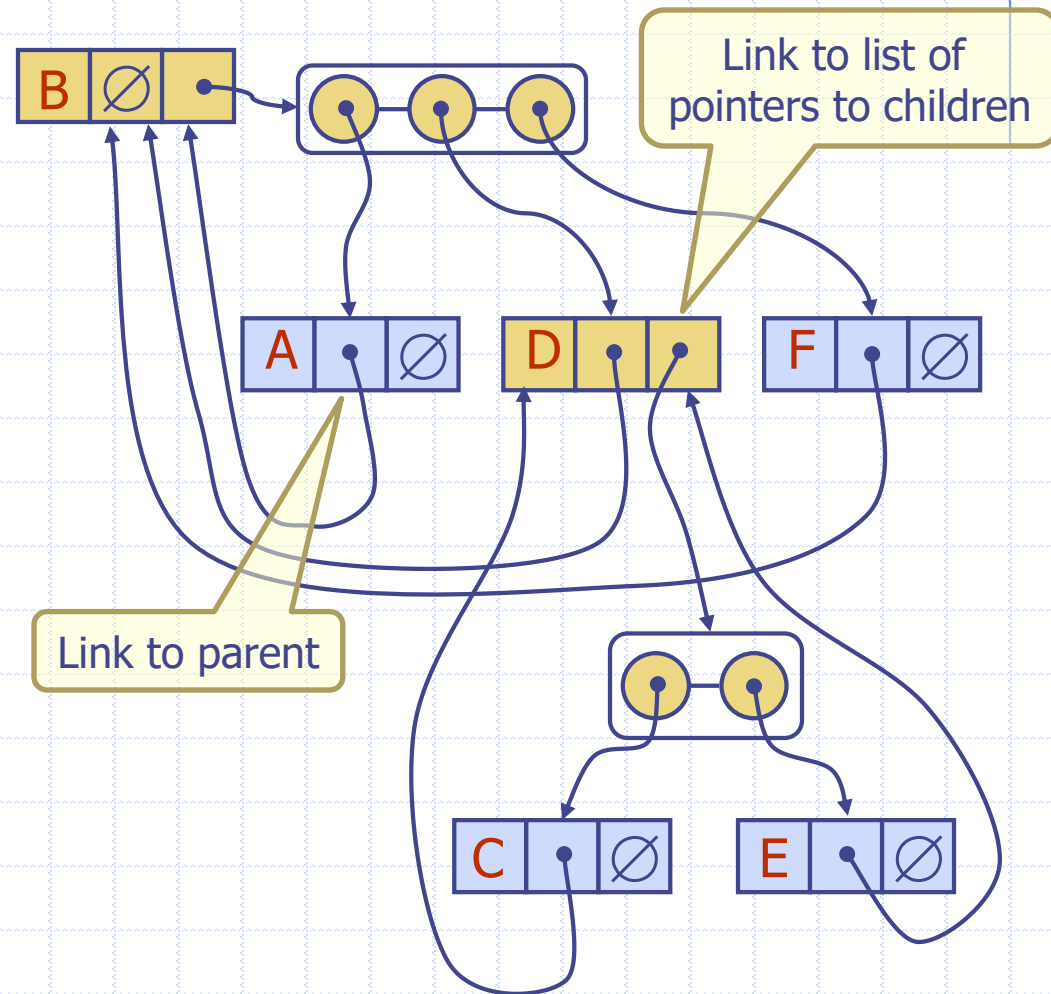 Link to list of
pointers to children
B ∅
A ∅
D
F ∅
Link to parent
C ∅
E ∅